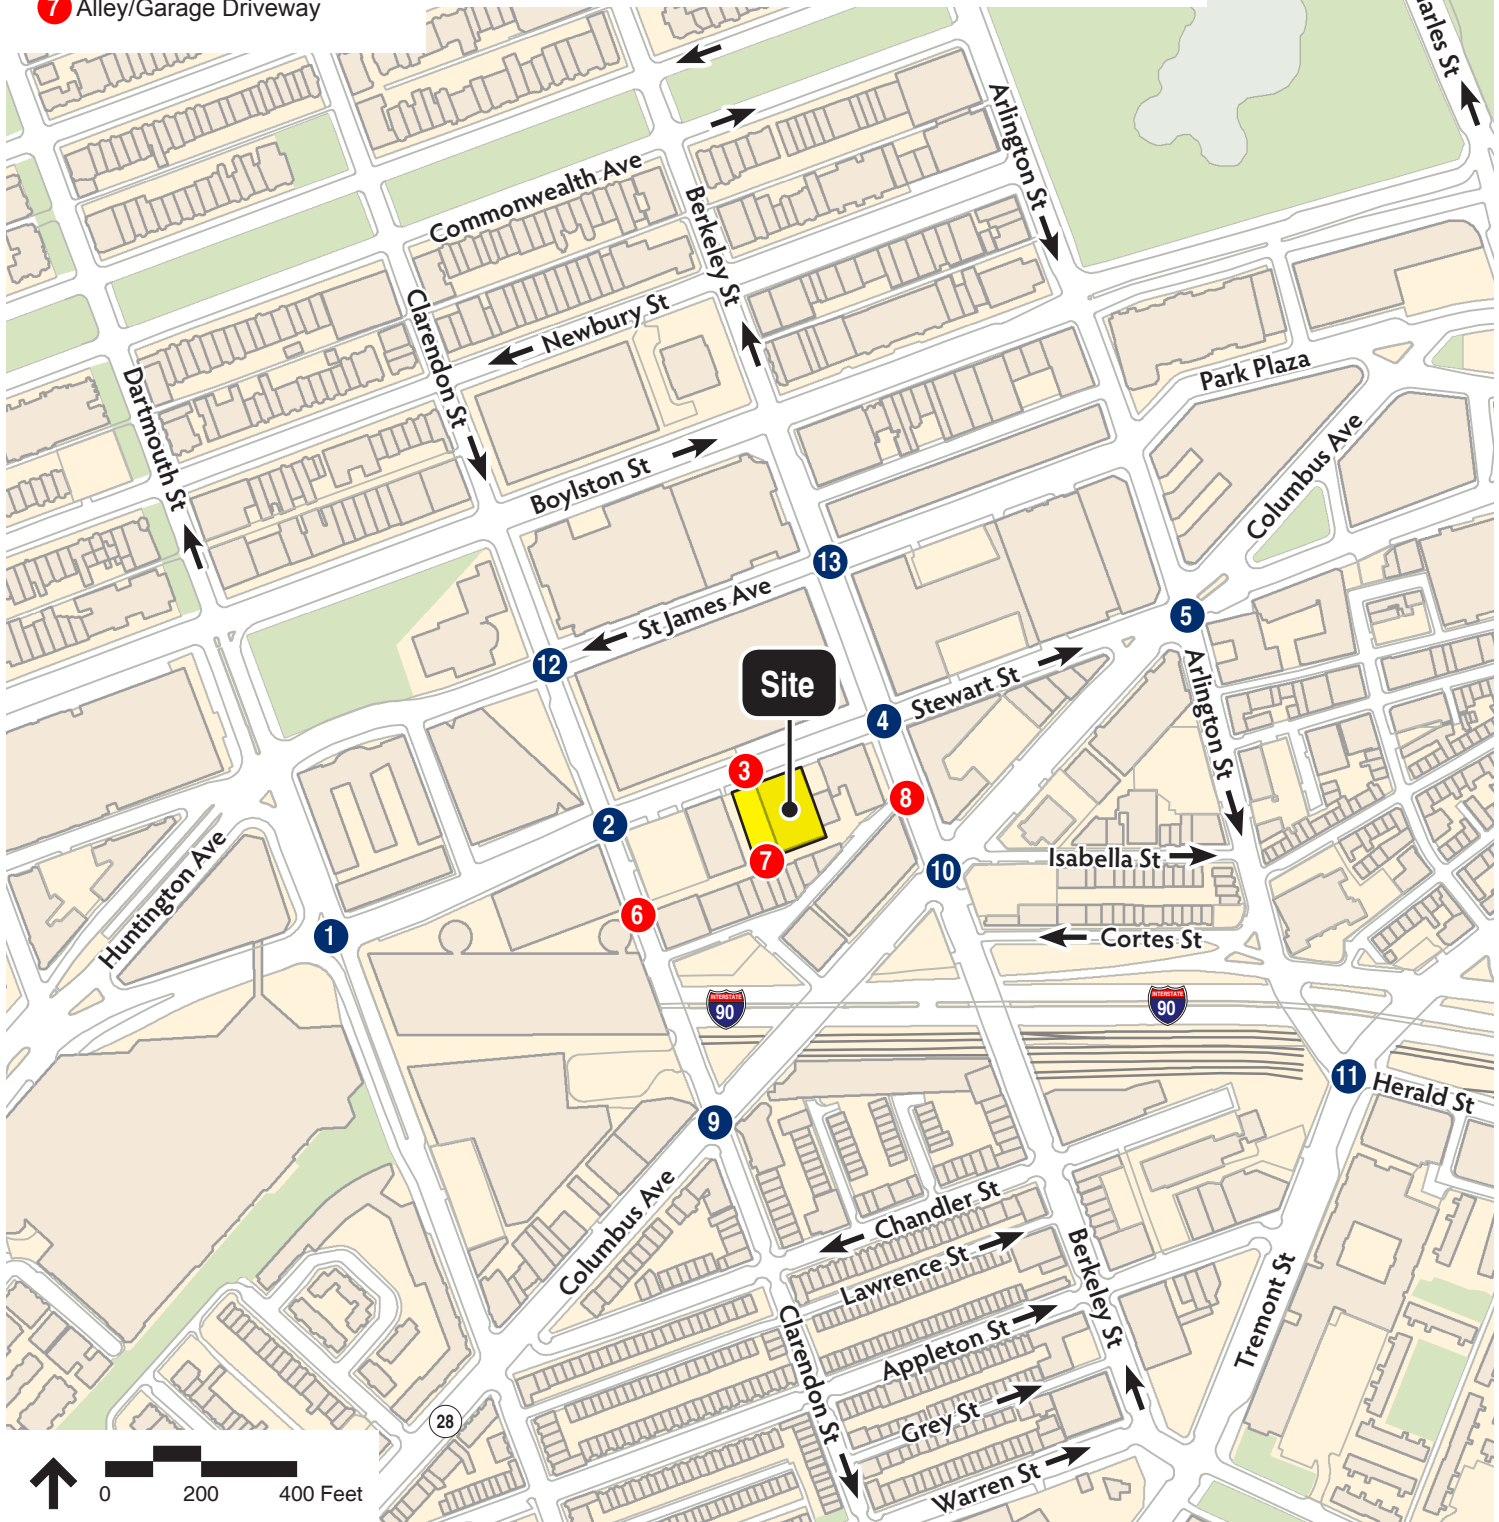 7 Alley/Garage Driveway
arles St
Arlington St
Commonwealth Ave
Berkeley St
Clarendon St
Newbury St
Park Plaza
Dartmouth St
Columbus Ave
Boylston St
13
St James Ave
5
12
Site
Arlington St
Stewart St
4
3
8
2
7
Isabella St
10
Huntington Ave
6
1
Cortes St
INTERSTATE
90
INTERSTATE
90
11
Herald St
9
Columbus Ave
Chandler St
Lawrence St
Berkeley St
Tremont St
Clarendon St
Appleton St
Grey St
28
Warren St
0 200 400 Feet